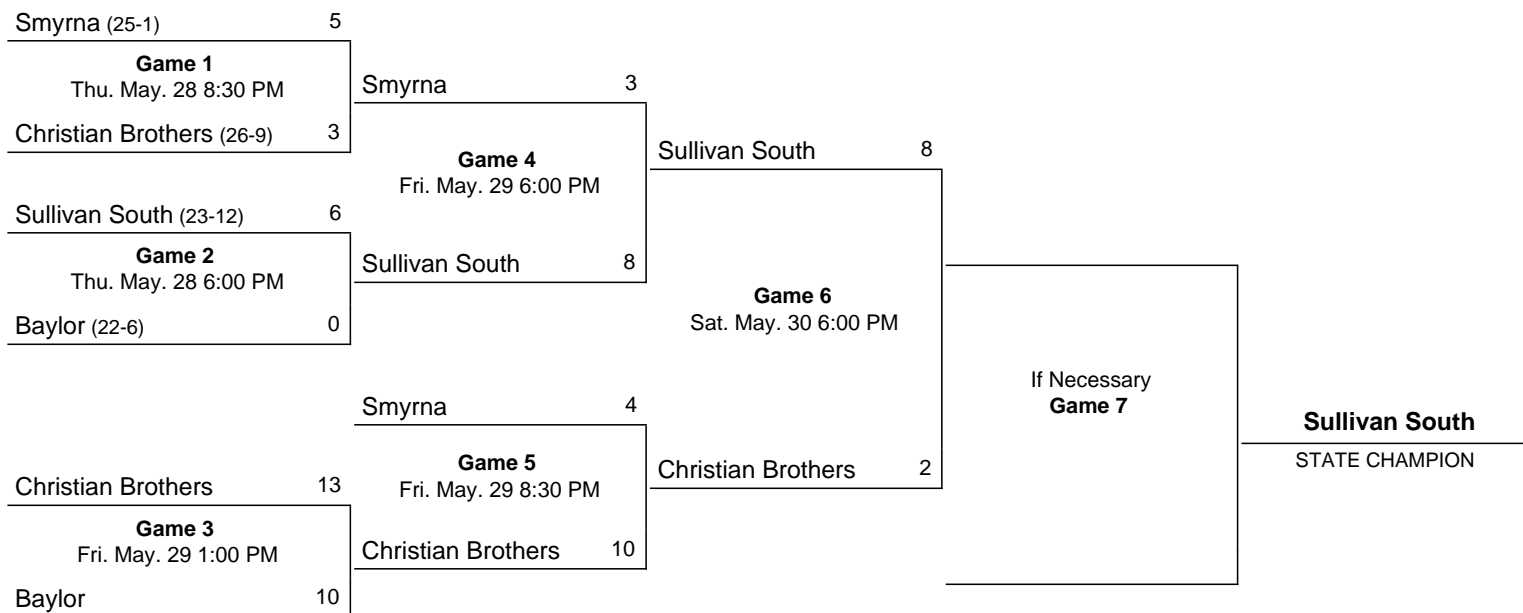 Smyrna (25-1) 5
Game 1
Thu. May. 28 8:30 PM
Christian Brothers (26-9) 3
Sullivan South (23-12) 6
Game 2
Thu. May. 28 6:00 PM
Baylor (22-6) 0
Christian Brothers 13
Game 3
Fri. May. 29 1:00 PM
Baylor 10
Smyrna 3
Game 4
Fri. May. 29 6:00 PM
Sullivan South 8
Smyrna 4
Game 5
Fri. May. 29 8:30 PM
Christian Brothers 10
Sullivan South 8
Game 6
Sat. May. 30 6:00 PM
Christian Brothers 2
If Necessary
Game 7
Sullivan South
STATE CHAMPION